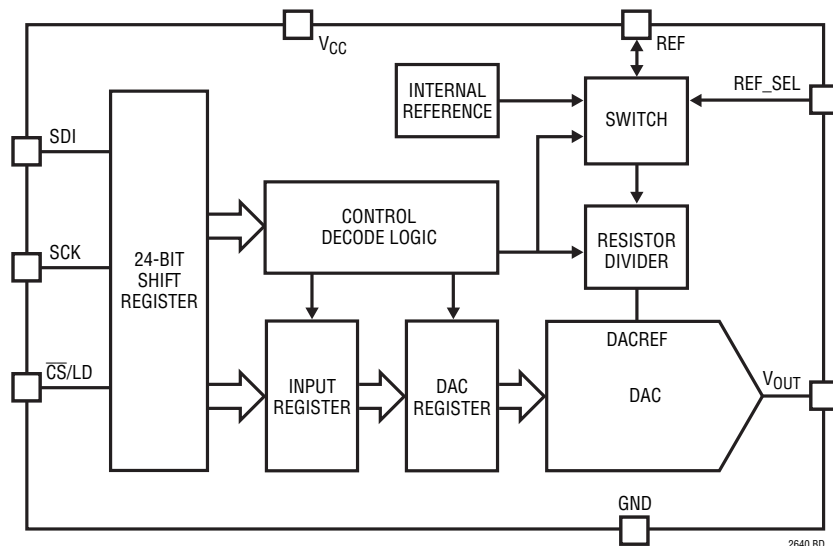 VCC
REF
INTERNAL
REFERENCE
SWITCH
REF_SEL
SDI
SCK
CS/LD
24-BIT
SHIFT
REGISTER
CONTROL
DECODE LOGIC
RESISTOR
DIVIDER
INPUT
REGISTER
DAC
REGISTER
DACREF
DAC
VOUT
GND
2640 BD